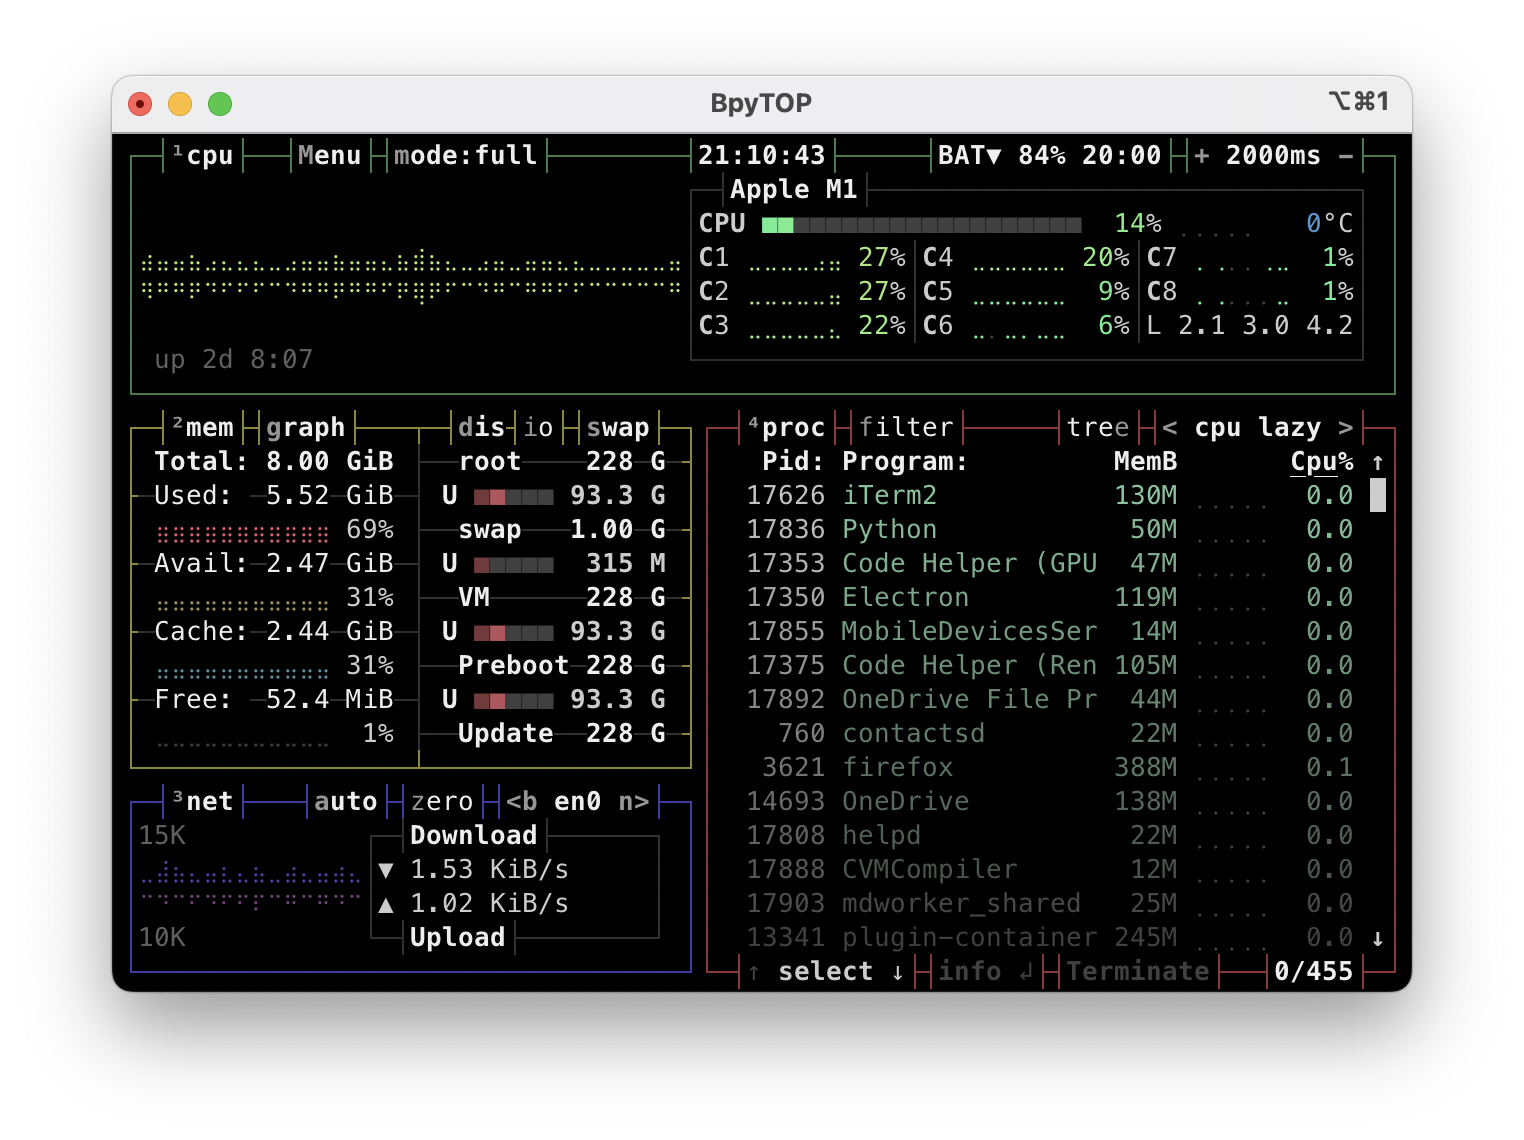 BpyTOP ⌥⌘1
¹cpu Menu mode:full 21:10:43 BAT▼ 84% 20:00 + 2000ms −
Apple M1
CPU 14% 0°C
C1 27% C4 20% C7 1%
C2 27% C5 9% C8 1%
C3 22% C6 6% L 2.1 3.0 4.2
up 2d 8:07
²mem graph dis io swap
Total: 8.00 GiB
Used: 5.52 GiB
69%
Avail: 2.47 GiB
31%
Cache: 2.44 GiB
31%
Free: 52.4 MiB
1%
root 228 G
U 93.3 G
swap 1.00 G
U 315 M
VM 228 G
U 93.3 G
Preboot 228 G
U 93.3 G
Update 228 G
³net auto zero <b en0 n>
15K
Download
▼ 1.53 KiB/s
▲ 1.02 KiB/s
10K
Upload
⁴proc filter tree < cpu lazy >
Pid: Program: MemB Cpu% ↑
17626 iTerm2 130M 0.0
17836 Python 50M 0.0
17353 Code Helper (GPU 47M 0.0
17350 Electron 119M 0.0
17855 MobileDevicesSer 14M 0.0
17375 Code Helper (Ren 105M 0.0
17892 OneDrive File Pr 44M 0.0
760 contactsd 22M 0.0
3621 firefox 388M 0.1
14693 OneDrive 138M 0.0
17808 helpd 22M 0.0
17888 CVMCompiler 12M 0.0
17903 mdworker_shared 25M 0.0
13341 plugin-container 245M 0.0 ↓
↑ select ↓ info ↲ Terminate 0/455